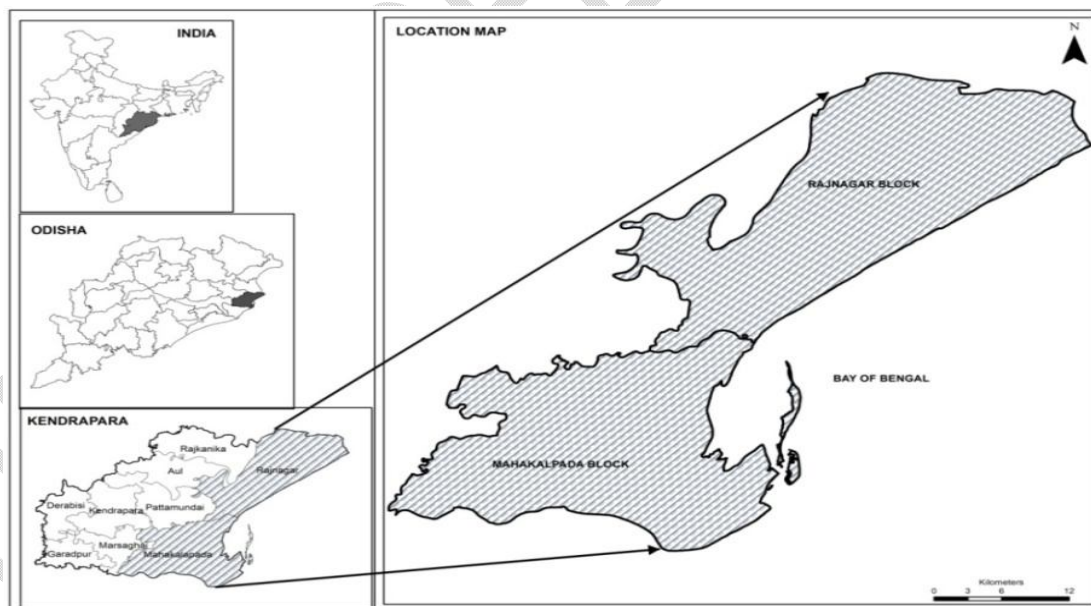 INDIA
ODISHA
KENDRAPARA
Rajkanika
Aul
Rajnagar
Derabisi
Kendrapara
Pattamundai
Marsaghai
Garadpur
Mahakalapada
LOCATION MAP
N
RAJNAGAR BLOCK
BAY OF BENGAL
MAHAKALPADA BLOCK
Kilometers
0 3 6 12